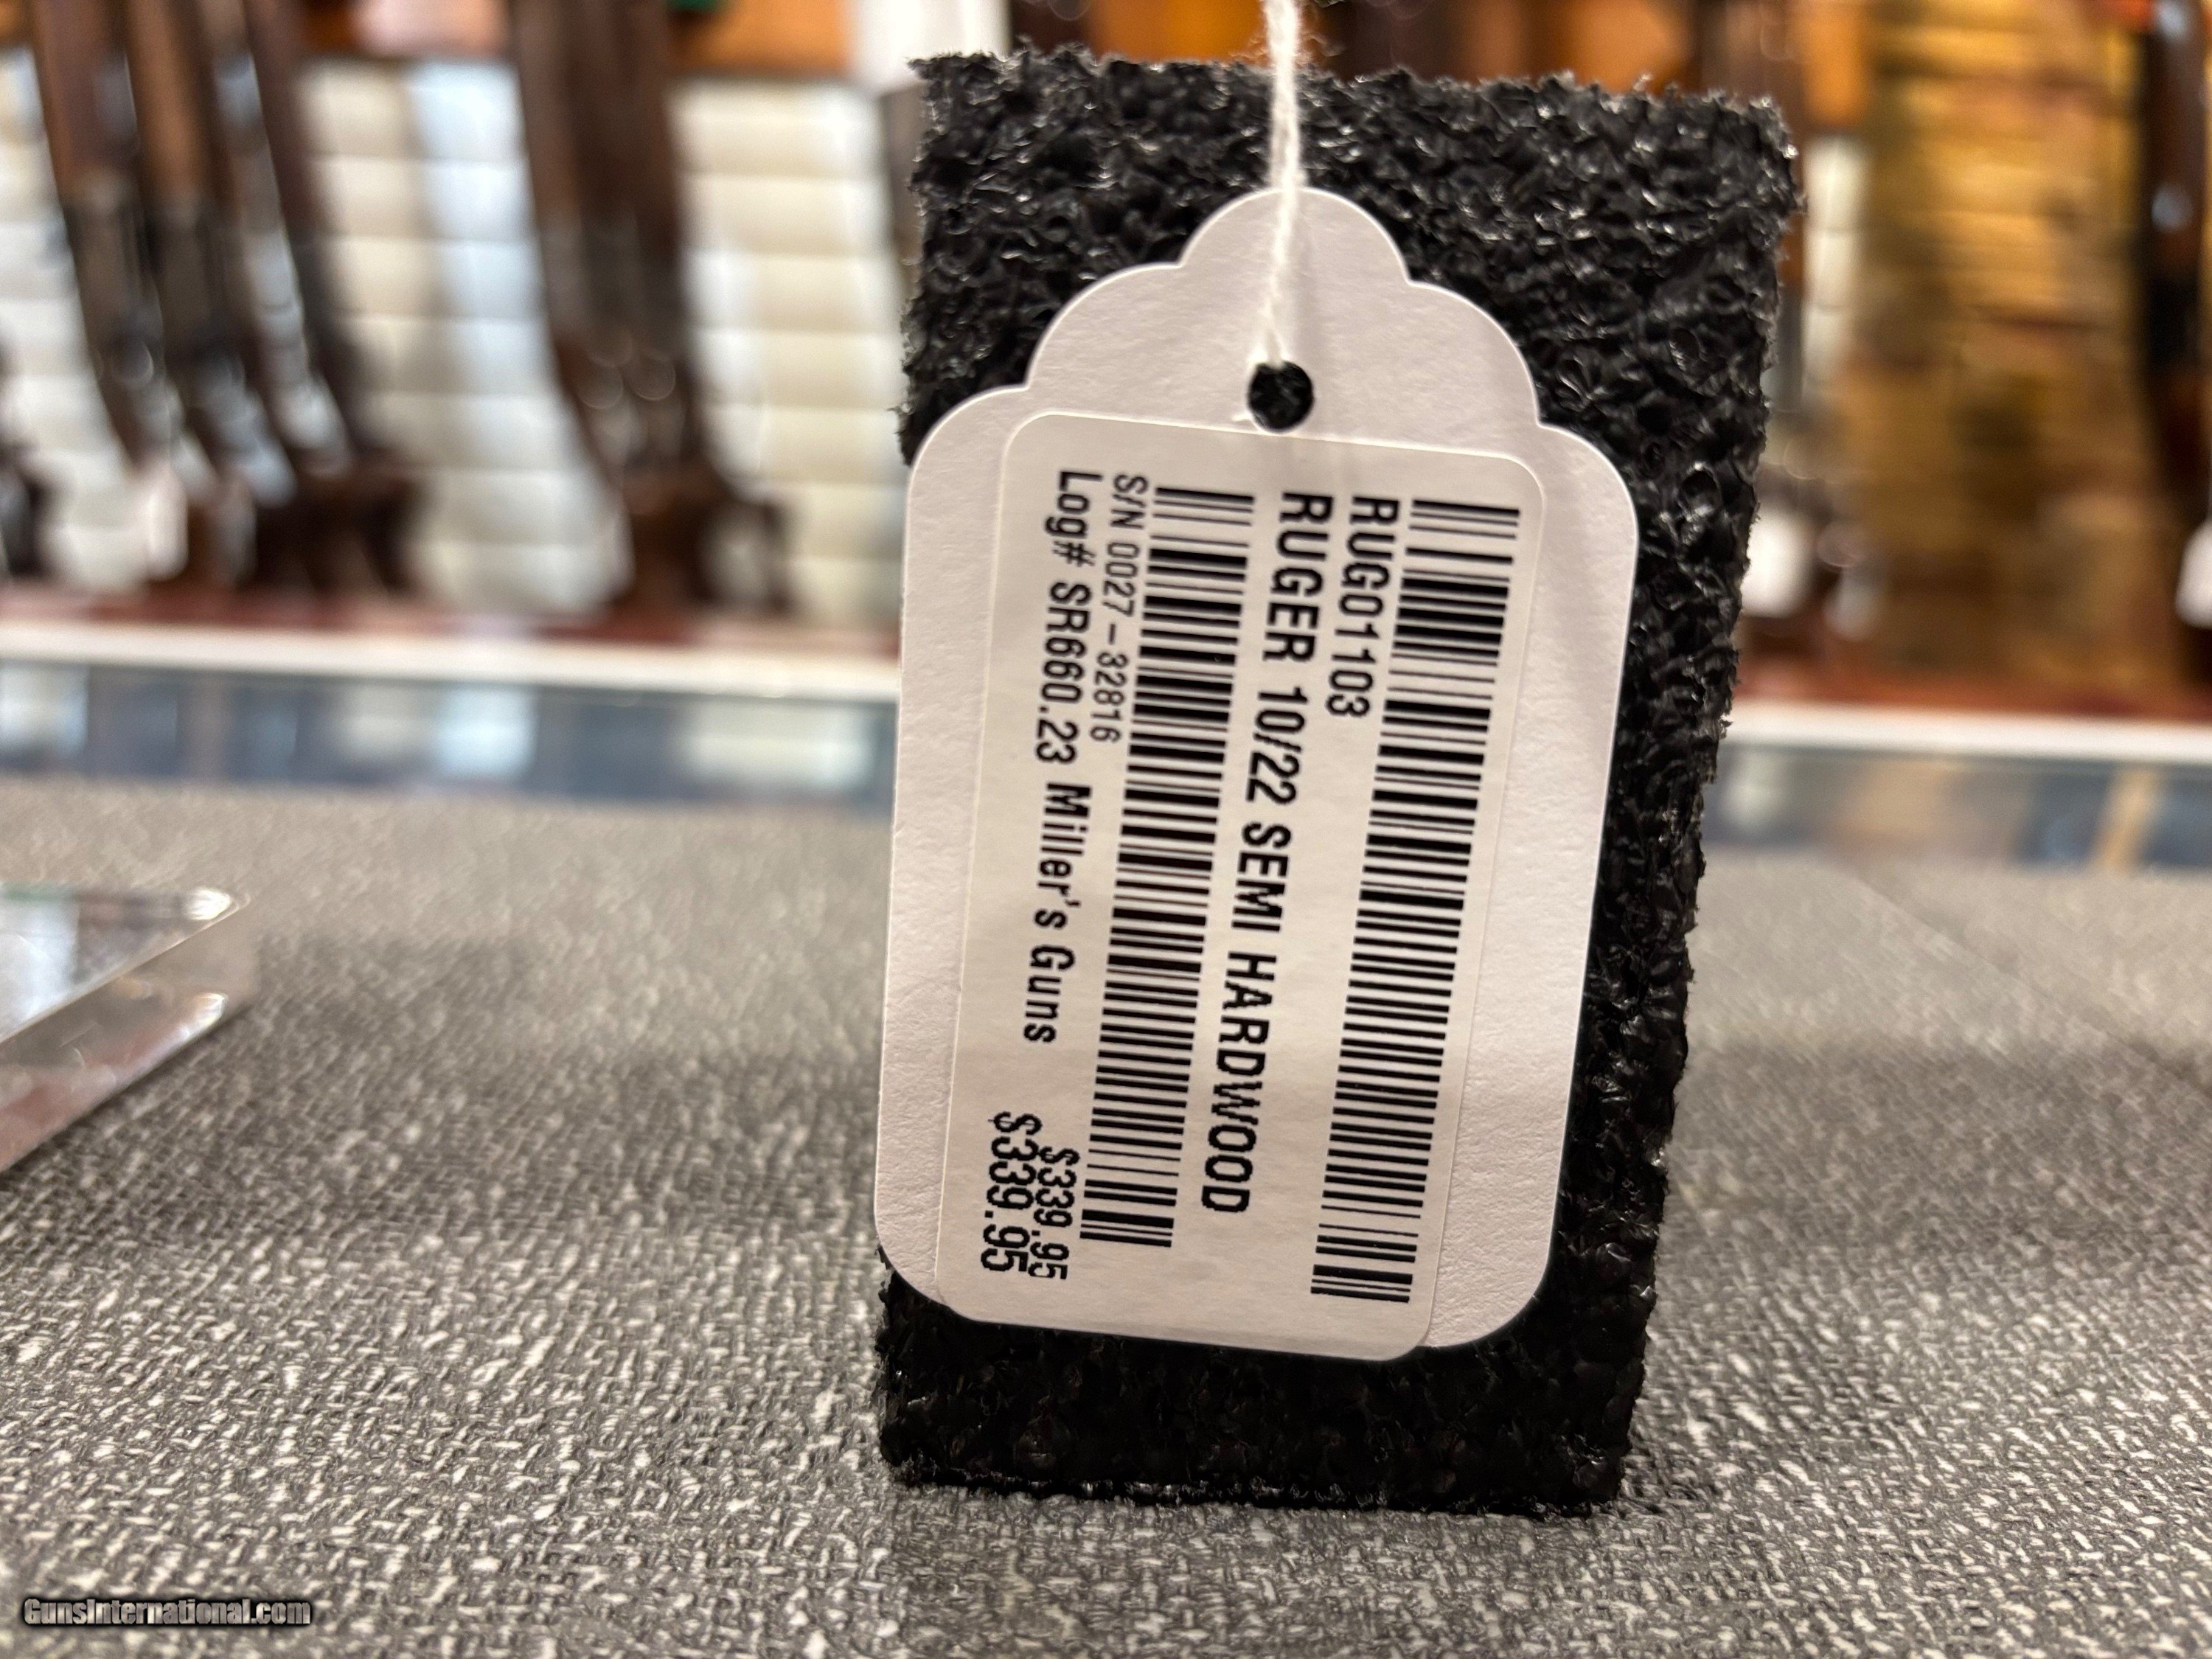 RUG01103
RUGER 10/22 SEMI HARDWOOD
S/N 0027-32816
Log# SR660.23 Miller's Guns
$339.95
$339.95
GunsInternational.com